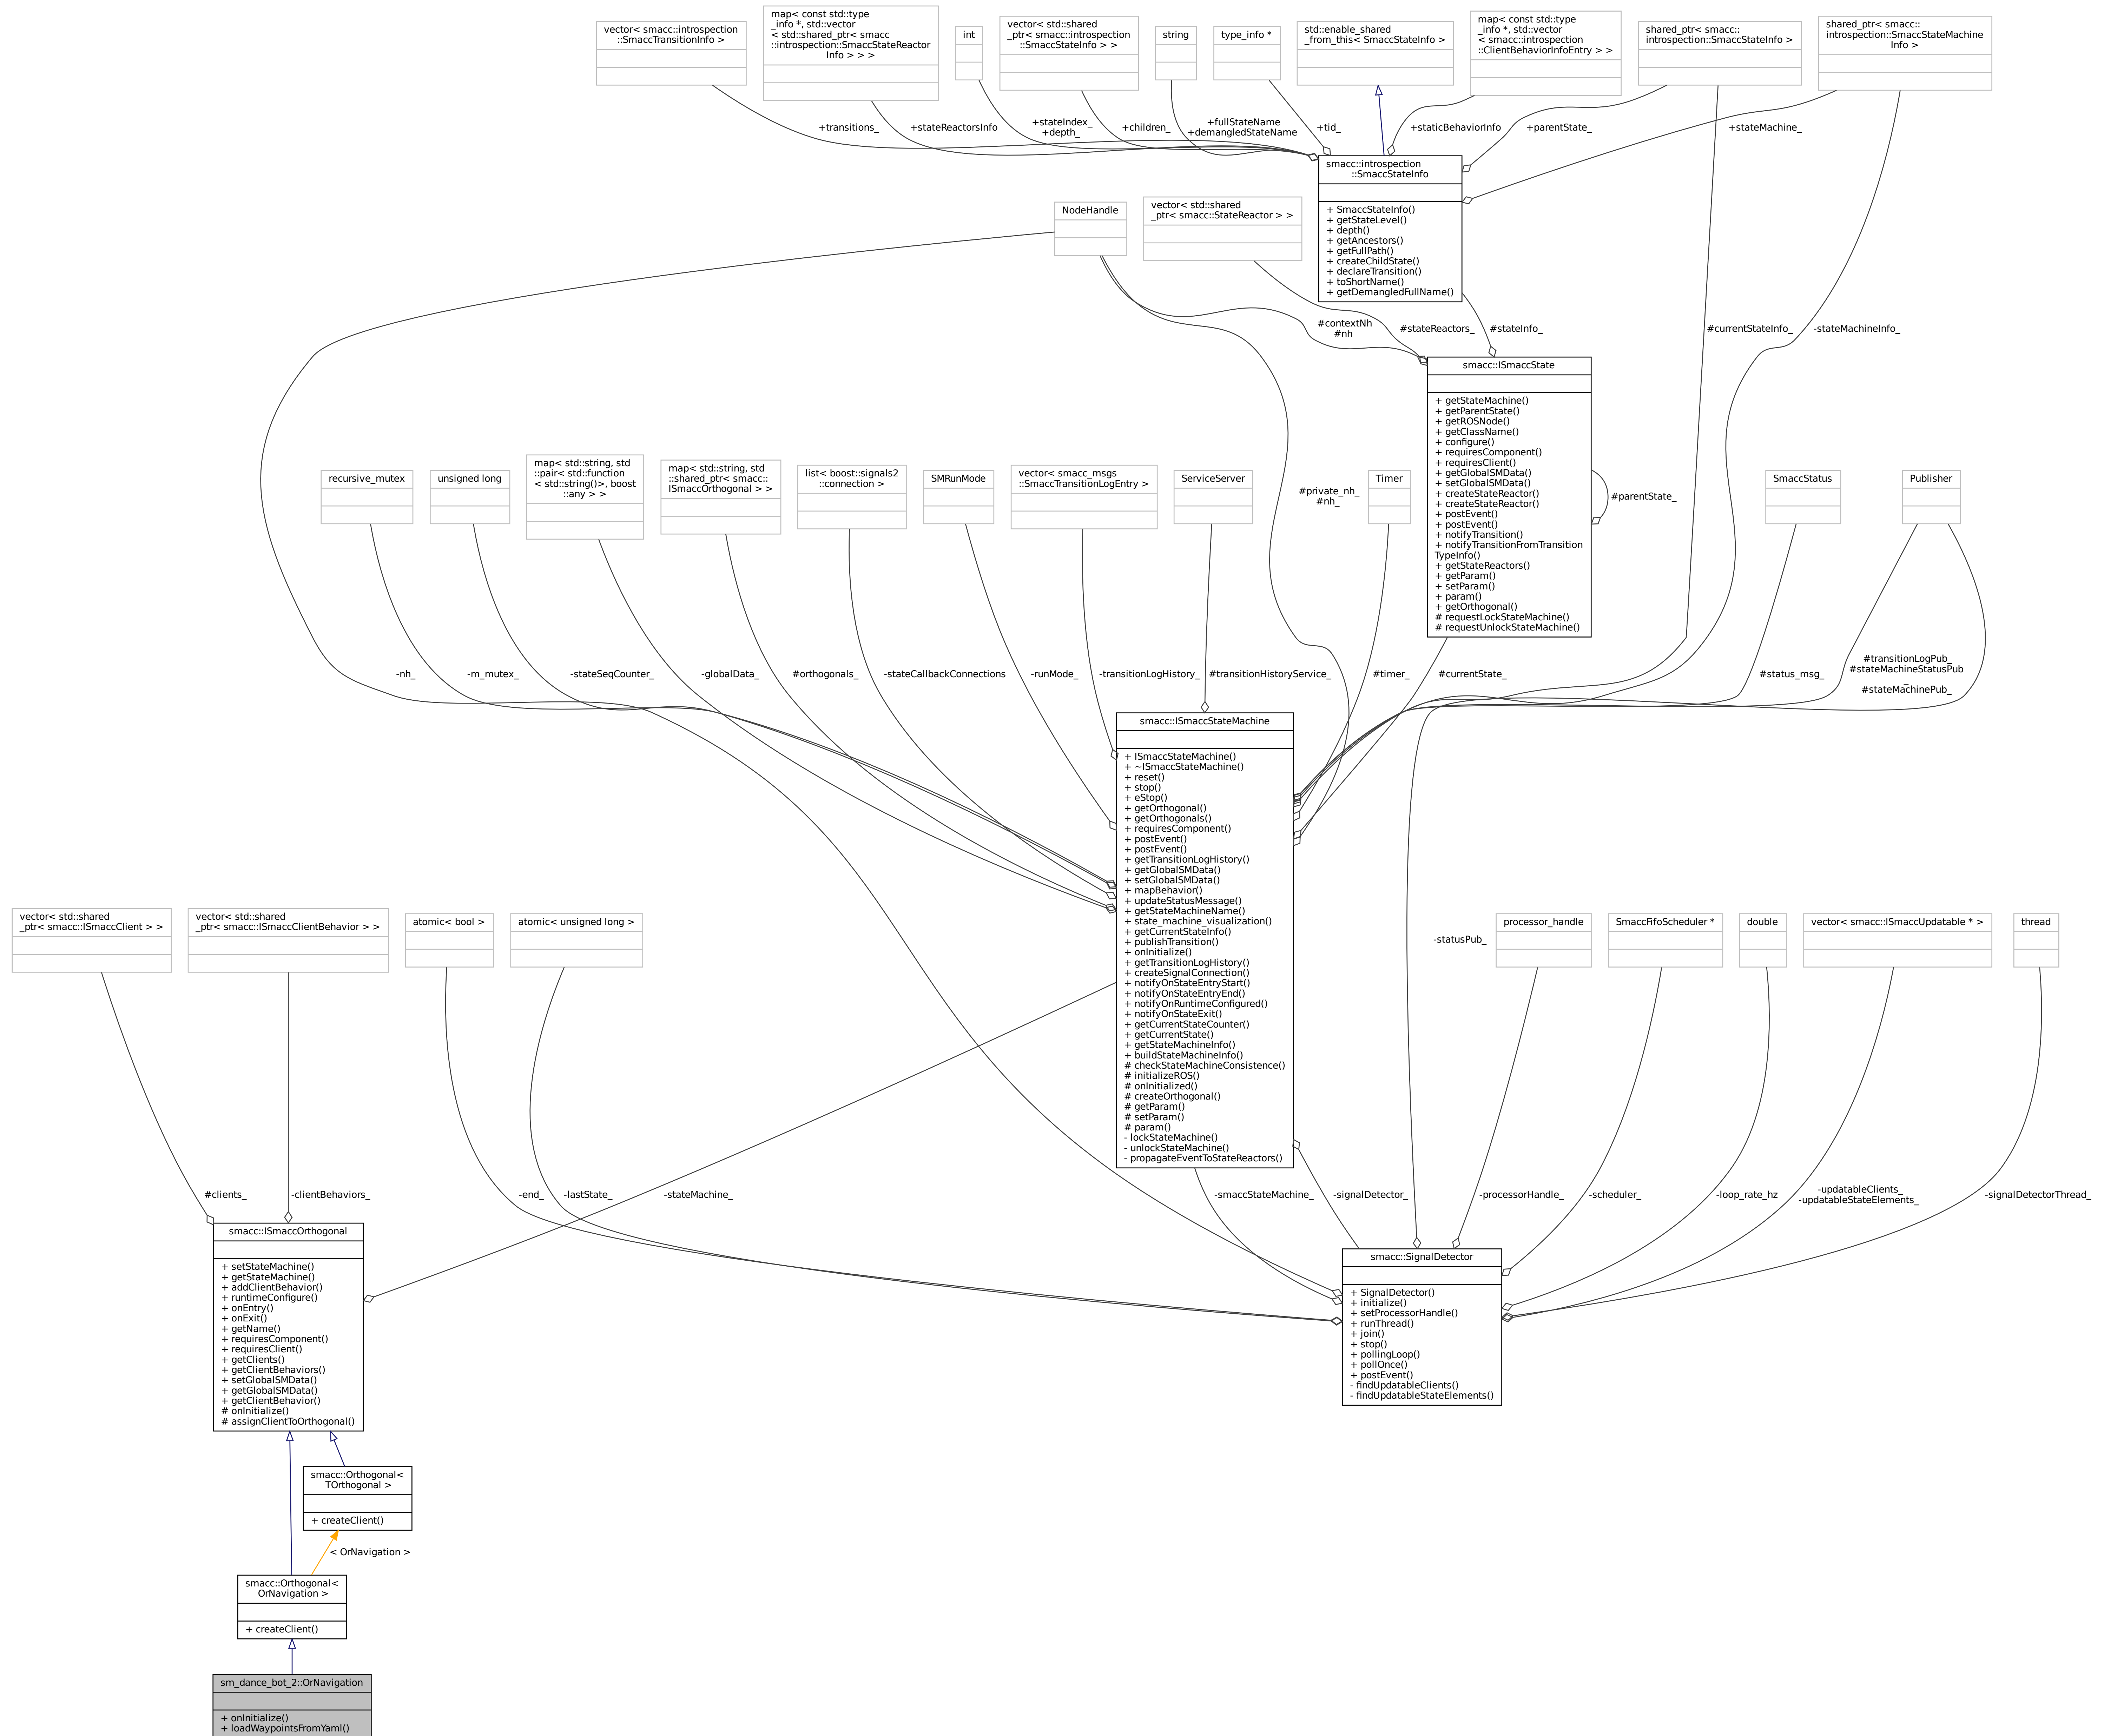 vector< smacc::introspection
::SmaccTransitionInfo >
map< const std::type
_info *, std::vector
< std::shared_ptr< smacc
::introspection::SmaccStateReactor
Info > > >
int
vector< std::shared
_ptr< smacc::introspection
::SmaccStateInfo > >
string
type_info *
std::enable_shared
_from_this< SmaccStateInfo >
map< const std::type
_info *, std::vector
< smacc::introspection
::ClientBehaviorInfoEntry > >
shared_ptr< smacc::
introspection::SmaccStateInfo >
shared_ptr< smacc::
introspection::SmaccStateMachine
Info >
+transitions_
+stateReactorsInfo
+stateIndex_
+depth_
+children_
+fullStateName
+demangledStateName
+tid_
+staticBehaviorInfo
+parentState_
+stateMachine_
smacc::introspection
::SmaccStateInfo
+ SmaccStateInfo()
+ getStateLevel()
+ depth()
+ getAncestors()
+ getFullPath()
+ createChildState()
+ declareTransition()
+ toShortName()
+ getDemangledFullName()
NodeHandle
vector< std::shared
_ptr< smacc::StateReactor > >
#contextNh
#nh
#stateReactors_
#stateInfo_
#currentStateInfo_
-stateMachineInfo_
smacc::ISmaccState
+ getStateMachine()
+ getParentState()
+ getROSNode()
+ getClassName()
+ configure()
+ requiresComponent()
+ requiresClient()
+ getGlobalSMData()
+ setGlobalSMData()
+ createStateReactor()
+ createStateReactor()
+ postEvent()
+ postEvent()
+ notifyTransition()
+ notifyTransitionFromTransition
TypeInfo()
+ getStateReactors()
+ getParam()
+ setParam()
+ param()
+ getOrthogonal()
# requestLockStateMachine()
# requestUnlockStateMachine()
#parentState_
recursive_mutex
unsigned long
map< std::string, std
::pair< std::function
< std::string()>, boost
::any > >
map< std::string, std
::shared_ptr< smacc::
ISmaccOrthogonal > >
list< boost::signals2
::connection >
SMRunMode
vector< smacc_msgs
::SmaccTransitionLogEntry >
ServiceServer
#private_nh_
#nh_
Timer
SmaccStatus
Publisher
-nh_
-m_mutex_
-stateSeqCounter_
-globalData_
#orthogonals_
-stateCallbackConnections
-runMode_
-transitionLogHistory_
#transitionHistoryService_
#timer_
#currentState_
#status_msg_
#transitionLogPub_
#stateMachineStatusPub
_
#stateMachinePub_
smacc::ISmaccStateMachine
+ ISmaccStateMachine()
+ ~ISmaccStateMachine()
+ reset()
+ stop()
+ eStop()
+ getOrthogonal()
+ getOrthogonals()
+ requiresComponent()
+ postEvent()
+ postEvent()
+ getTransitionLogHistory()
+ getGlobalSMData()
+ setGlobalSMData()
+ mapBehavior()
+ updateStatusMessage()
+ getStateMachineName()
+ state_machine_visualization()
+ getCurrentStateInfo()
+ publishTransition()
+ onInitialize()
+ getTransitionLogHistory()
+ createSignalConnection()
+ notifyOnStateEntryStart()
+ notifyOnStateEntryEnd()
+ notifyOnRuntimeConfigured()
+ notifyOnStateExit()
+ getCurrentStateCounter()
+ getCurrentState()
+ getStateMachineInfo()
+ buildStateMachineInfo()
# checkStateMachineConsistence()
# initializeROS()
# onInitialized()
# createOrthogonal()
# getParam()
# setParam()
# param()
- lockStateMachine()
- unlockStateMachine()
- propagateEventToStateReactors()
vector< std::shared
_ptr< smacc::ISmaccClient > >
vector< std::shared
_ptr< smacc::ISmaccClientBehavior > >
atomic< bool >
atomic< unsigned long >
-statusPub_
processor_handle
SmaccFifoScheduler *
double
vector< smacc::ISmaccUpdatable * >
thread
#clients_
-clientBehaviors_
-end_
-lastState_
-stateMachine_
-smaccStateMachine_
-signalDetector_
-processorHandle_
-scheduler_
-loop_rate_hz
-updatableClients_
-updatableStateElements_
-signalDetectorThread_
smacc::ISmaccOrthogonal
+ setStateMachine()
+ getStateMachine()
+ addClientBehavior()
+ runtimeConfigure()
+ onEntry()
+ onExit()
+ getName()
+ requiresComponent()
+ requiresClient()
+ getClients()
+ getClientBehaviors()
+ setGlobalSMData()
+ getGlobalSMData()
+ getClientBehavior()
# onInitialize()
# assignClientToOrthogonal()
smacc::SignalDetector
+ SignalDetector()
+ initialize()
+ setProcessorHandle()
+ runThread()
+ join()
+ stop()
+ pollingLoop()
+ pollOnce()
+ postEvent()
- findUpdatableClients()
- findUpdatableStateElements()
smacc::Orthogonal<
TOrthogonal >
+ createClient()
< OrNavigation >
smacc::Orthogonal<
OrNavigation >
+ createClient()
sm_dance_bot_2::OrNavigation
+ onInitialize()
+ loadWaypointsFromYaml()